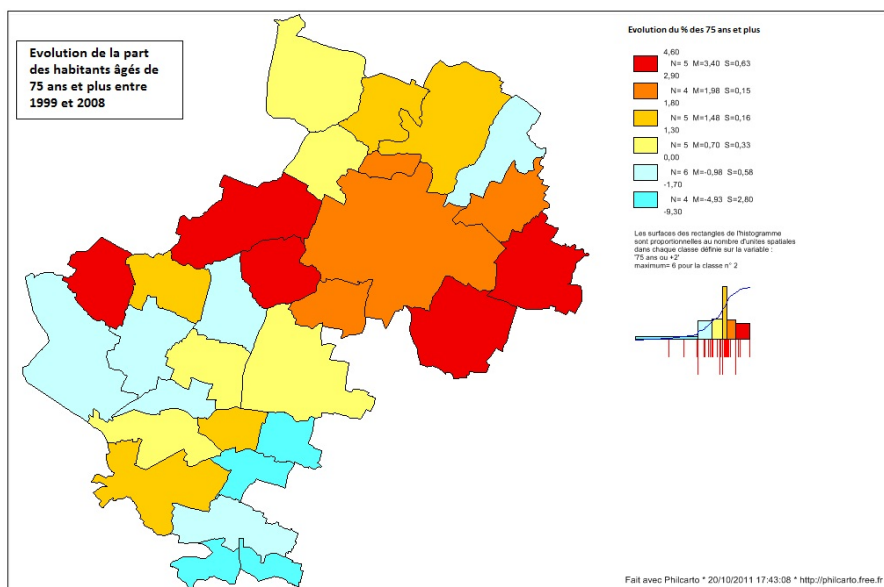 Evolution de la part
des habitants âgés de
75 ans et plus entre
1999 et 2008
Evolution du % des 75 ans et plus
4,60
N= 5 M=3,40 S=0,63
2,90
N= 4 M=1,98 S=0,15
1,80
N= 5 M=1,48 S=0,16
1,30
N= 5 M=0,70 S=0,33
0,00
N= 6 M=-0,98 S=0,58
-1,70
N= 4 M=-4,93 S=2,80
-9,30
Les surfaces des rectangles de l'histogramme
sont proportionnelles au nombre d'unites spatiales
dans chaque classe définie sur la variable :
'75 ans ou +2'
maximum= 6 pour la classe n° 2
Fait avec Philcarto * 20/10/2011 17:43:08 * http://philcarto.free.fr